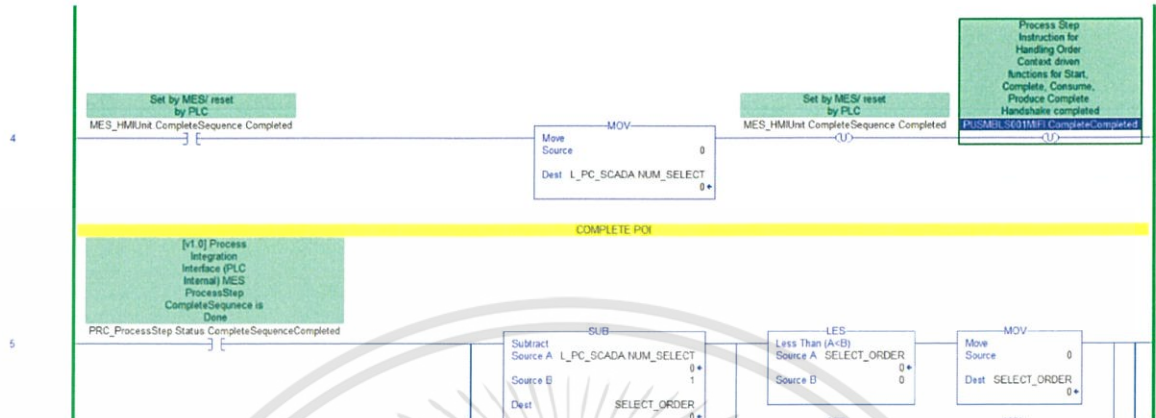 Process Step
Instruction for
Handling Order
Context driven
functions for Start,
Complete, Consume,
Produce Complete
Handshake completed
PUSMBLS001MIFI.CompleteCompleted
Set by MES/ reset
by PLC
MES_HMIUnit.CompleteSequence.Completed
Set by MES/ reset
by PLC
MES_HMIUnit.CompleteSequence.Completed
4
MOV
Move
Source 0
Dest L_PC_SCADA.NUM_SELECT
0
COMPLETE POI
[v1.0] Process
Integration
Interface (PLC
Internal) MES
ProcessStep
CompleteSequnece is
Done
PRC_ProcessStep.Status.CompleteSequenceCompleted
5
SUB
Subtract
Source A L_PC_SCADA.NUM_SELECT
0
Source B 1
Dest SELECT_ORDER
0
LES
Less Than (A<B)
Source A SELECT_ORDER
0
Source B 0
MOV
Move
Source 0
Dest SELECT_ORDER
0